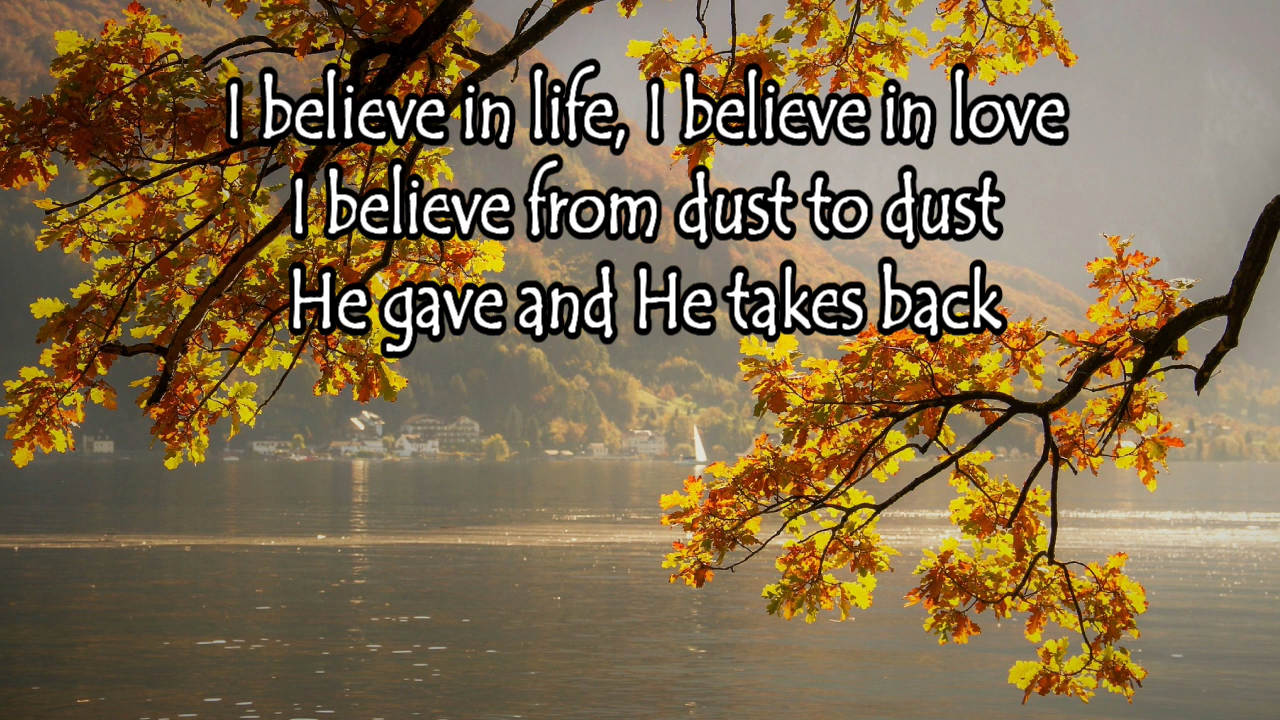 I believe in life, I believe in love
I believe from dust to dust
He gave and He takes back